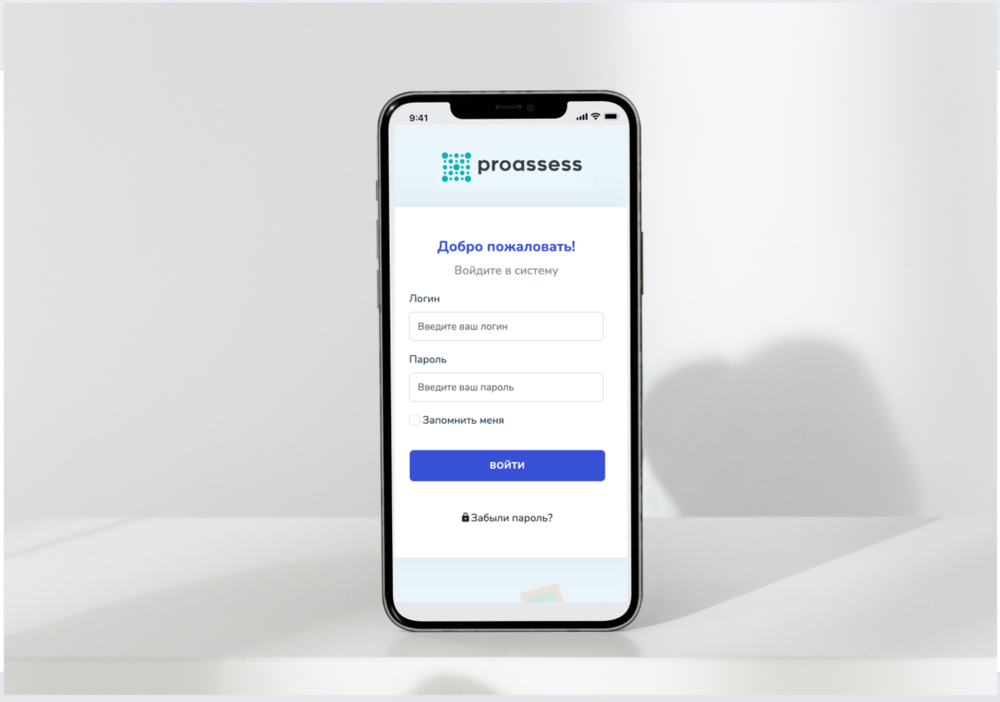 9:41
proassess
Добро пожаловать!
Войдите в систему
Логин
Введите ваш логин
Пароль
Введите ваш пароль
Запомнить меня
ВОЙТИ
Забыли пароль?